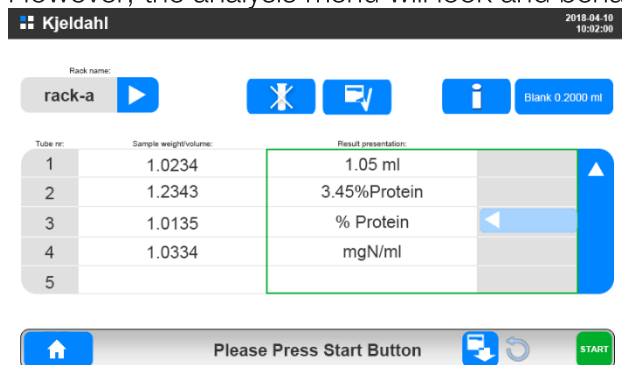 However, the analysis menu will look and beha
Kjeldahl
2018-04-10
10:02:00
Rack name:
rack-a
Blank 0.2000 ml
Tube nr:
Sample weight/volume:
Result presentation:
1 1.0234 1.05 ml
2 1.2343 3.45%Protein
3 1.0135 % Protein
4 1.0334 mgN/ml
5
Please Press Start Button
START